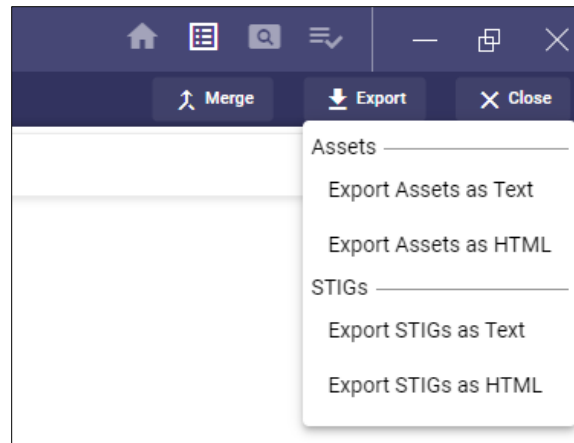 Merge Export Close
Assets
Export Assets as Text
Export Assets as HTML
STIGs
Export STIGs as Text
Export STIGs as HTML